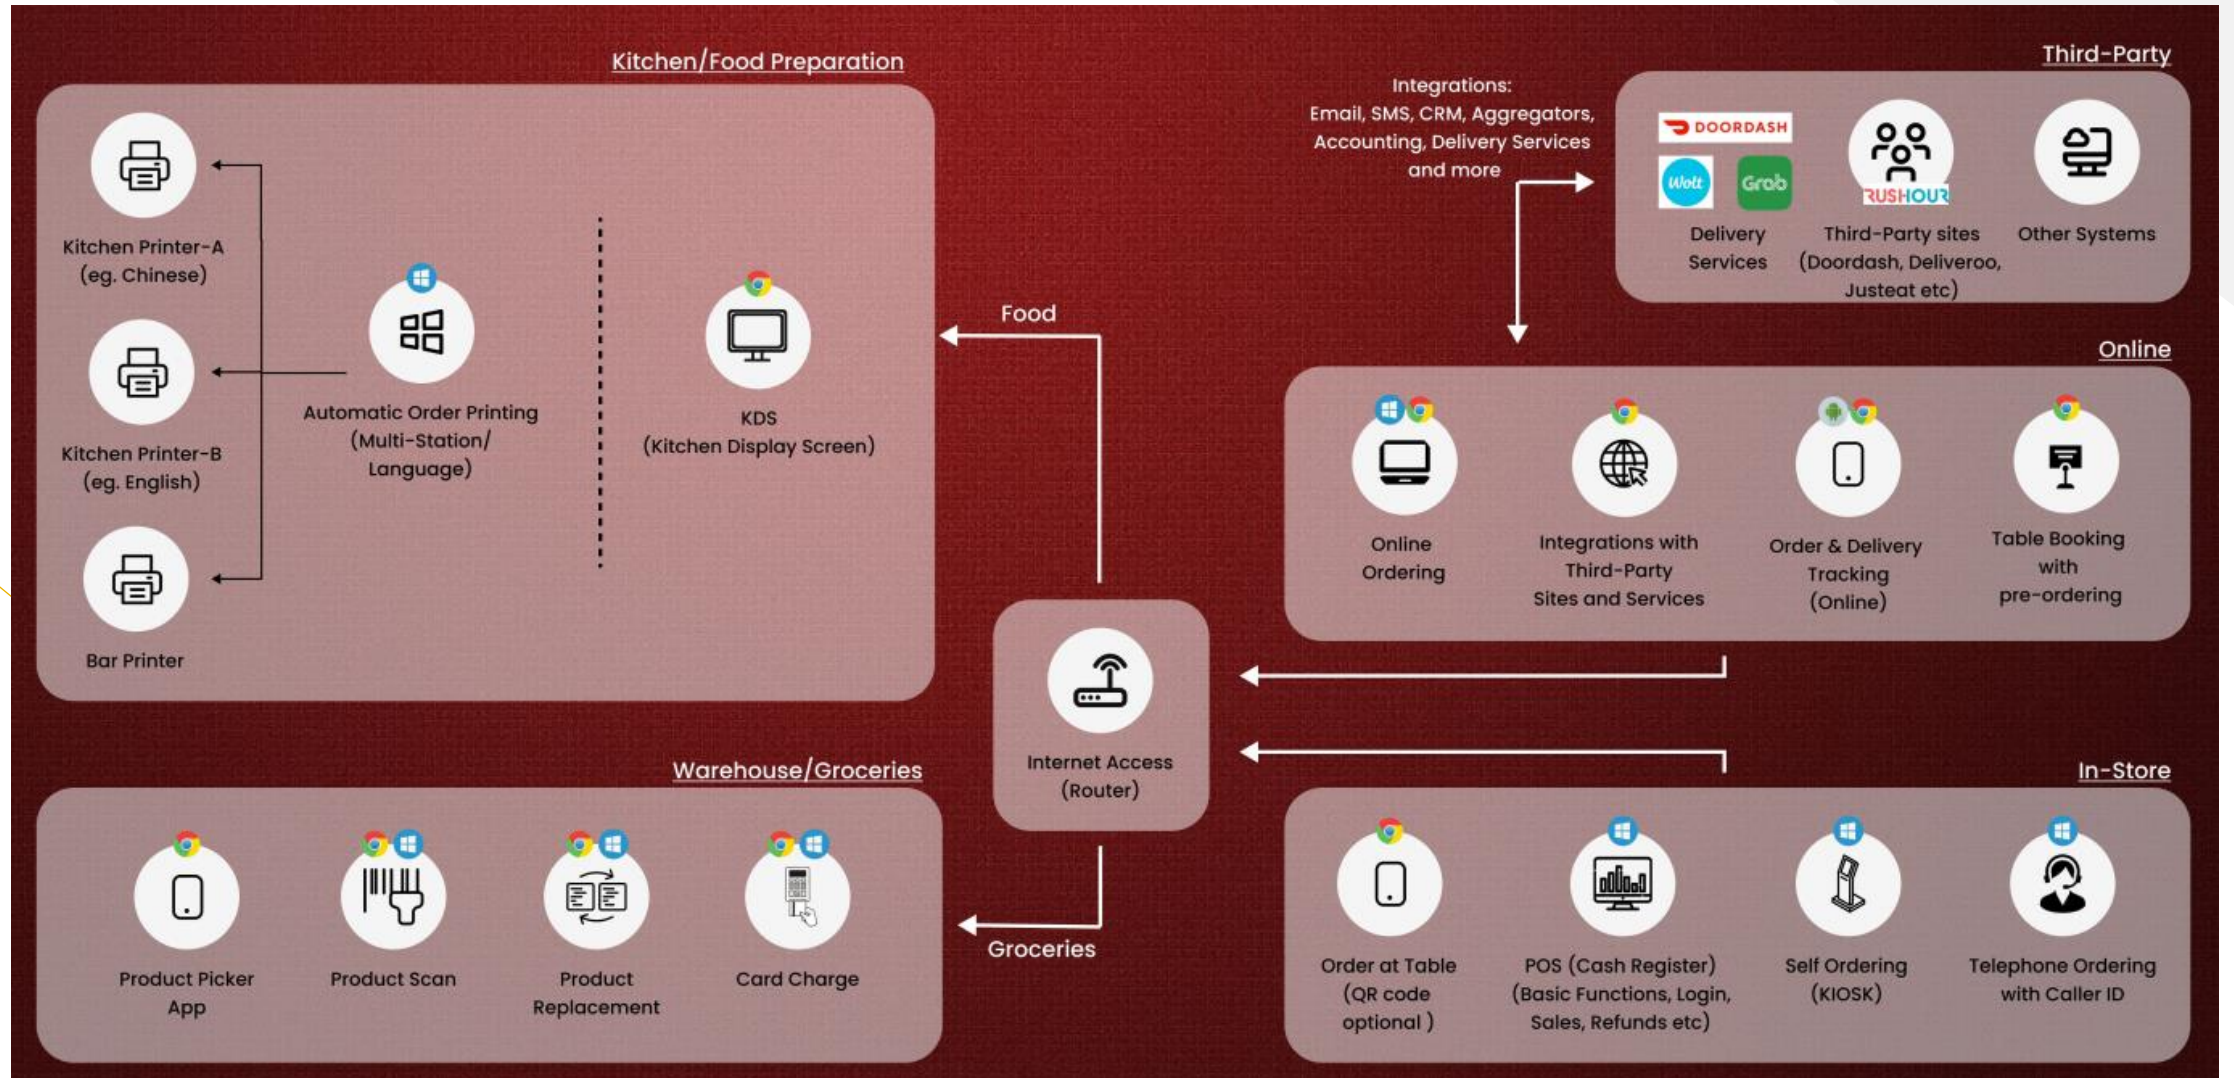 Kitchen/Food Preparation
Kitchen Printer-A
(eg. Chinese)
Kitchen Printer-B
(eg. English)
Bar Printer
Automatic Order Printing
(Multi-Station/
Language)
KDS
(Kitchen Display Screen)
Food
Integrations:
Email, SMS, CRM, Aggregators,
Accounting, Delivery Services
and more
Third-Party
DOORDASH
Wolt
Grab
Delivery
Services
RUSHOUR
Third-Party sites
(Doordash, Deliveroo,
Justeat etc)
Other Systems
Online
Online
Ordering
Integrations with
Third-Party
Sites and Services
Order & Delivery
Tracking
(Online)
Table Booking
with
pre-ordering
Internet Access
(Router)
Warehouse/Groceries
Product Picker
App
Product Scan
Product
Replacement
Card Charge
Groceries
In-Store
Order at Table
(QR code
optional )
POS (Cash Register)
(Basic Functions, Login,
Sales, Refunds etc)
Self Ordering
(KIOSK)
Telephone Ordering
with Caller ID